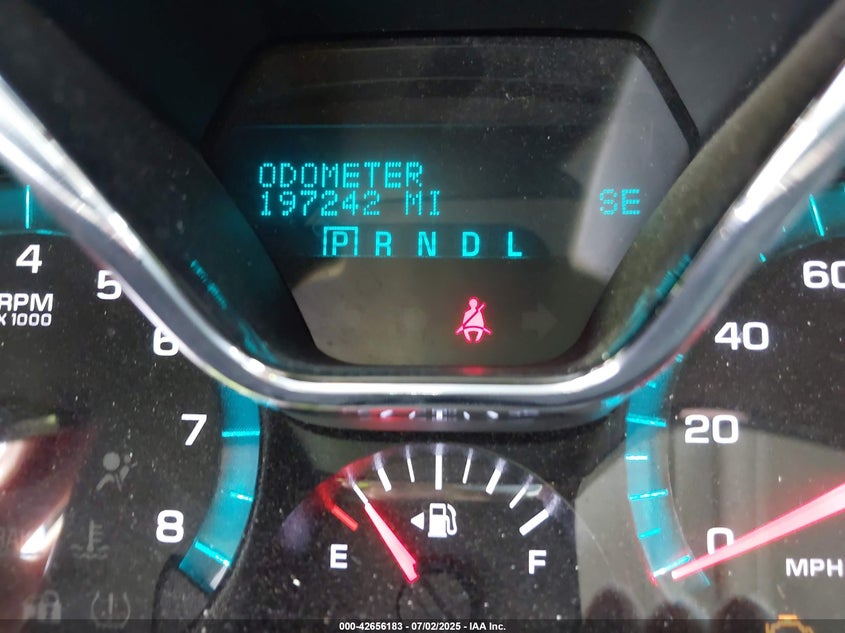 ODOMETER
197242 MI SE
P R N D L
4
5
6
7
8
RPM
X 1000
60
40
20
0
MPH
E F
000-42656183 - 07/02/2025 - IAA Inc.